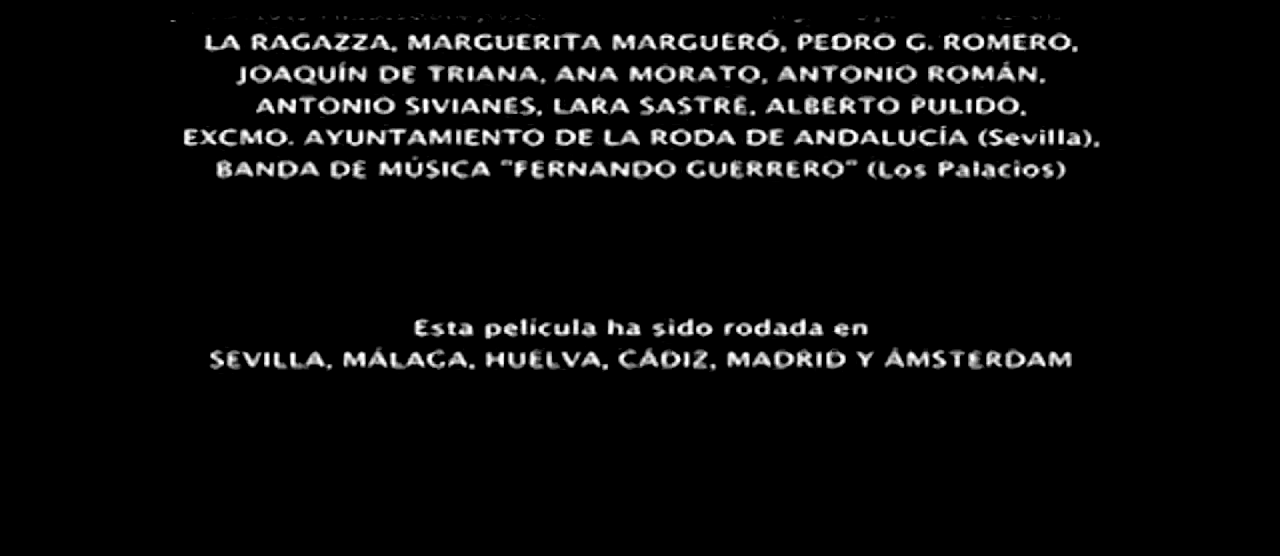 LA RAGAZZA, MARGUERITA MARGUERÓ, PEDRO G. ROMERO,
JOAQUÍN DE TRIANA, ANA MORATO, ANTONIO ROMÁN,
ANTONIO SIVIANES, LARA SASTRE, ALBERTO PULIDO,
EXCMO. AYUNTAMIENTO DE LA RODA DE ANDALUCÍA (Sevilla),
BANDA DE MÚSICA "FERNANDO GUERRERO" (Los Palacios)
Esta película ha sido rodada en
SEVILLA, MÁLAGA, HUELVA, CÁDIZ, MADRID Y ÁMSTERDAM